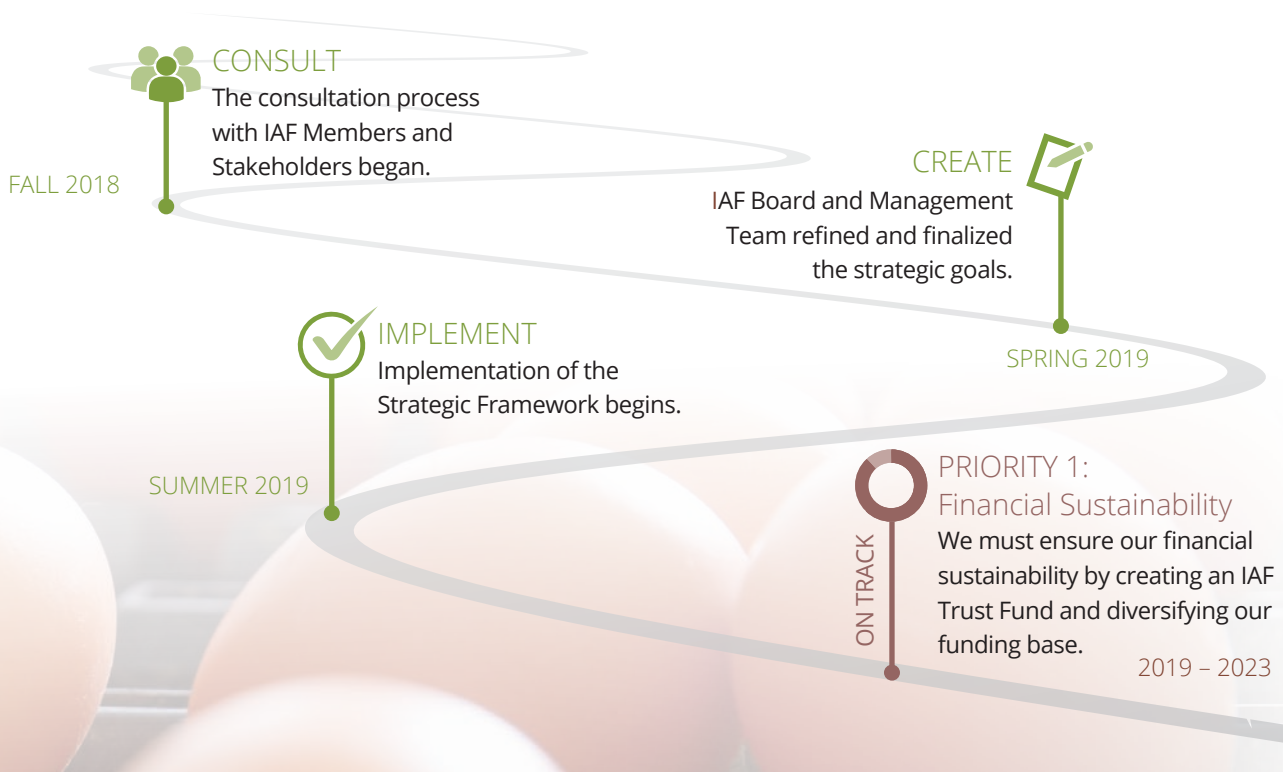 CONSULT
The consultation process
with IAF Members and
Stakeholders began.
FALL 2018
CREATE
IAF Board and Management
Team refined and finalized
the strategic goals.
SPRING 2019
IMPLEMENT
Implementation of the
Strategic Framework begins.
SUMMER 2019
PRIORITY 1:
Financial Sustainability
We must ensure our financial
sustainability by creating an IAF
Trust Fund and diversifying our
funding base.
ON TRACK
2019 – 2023